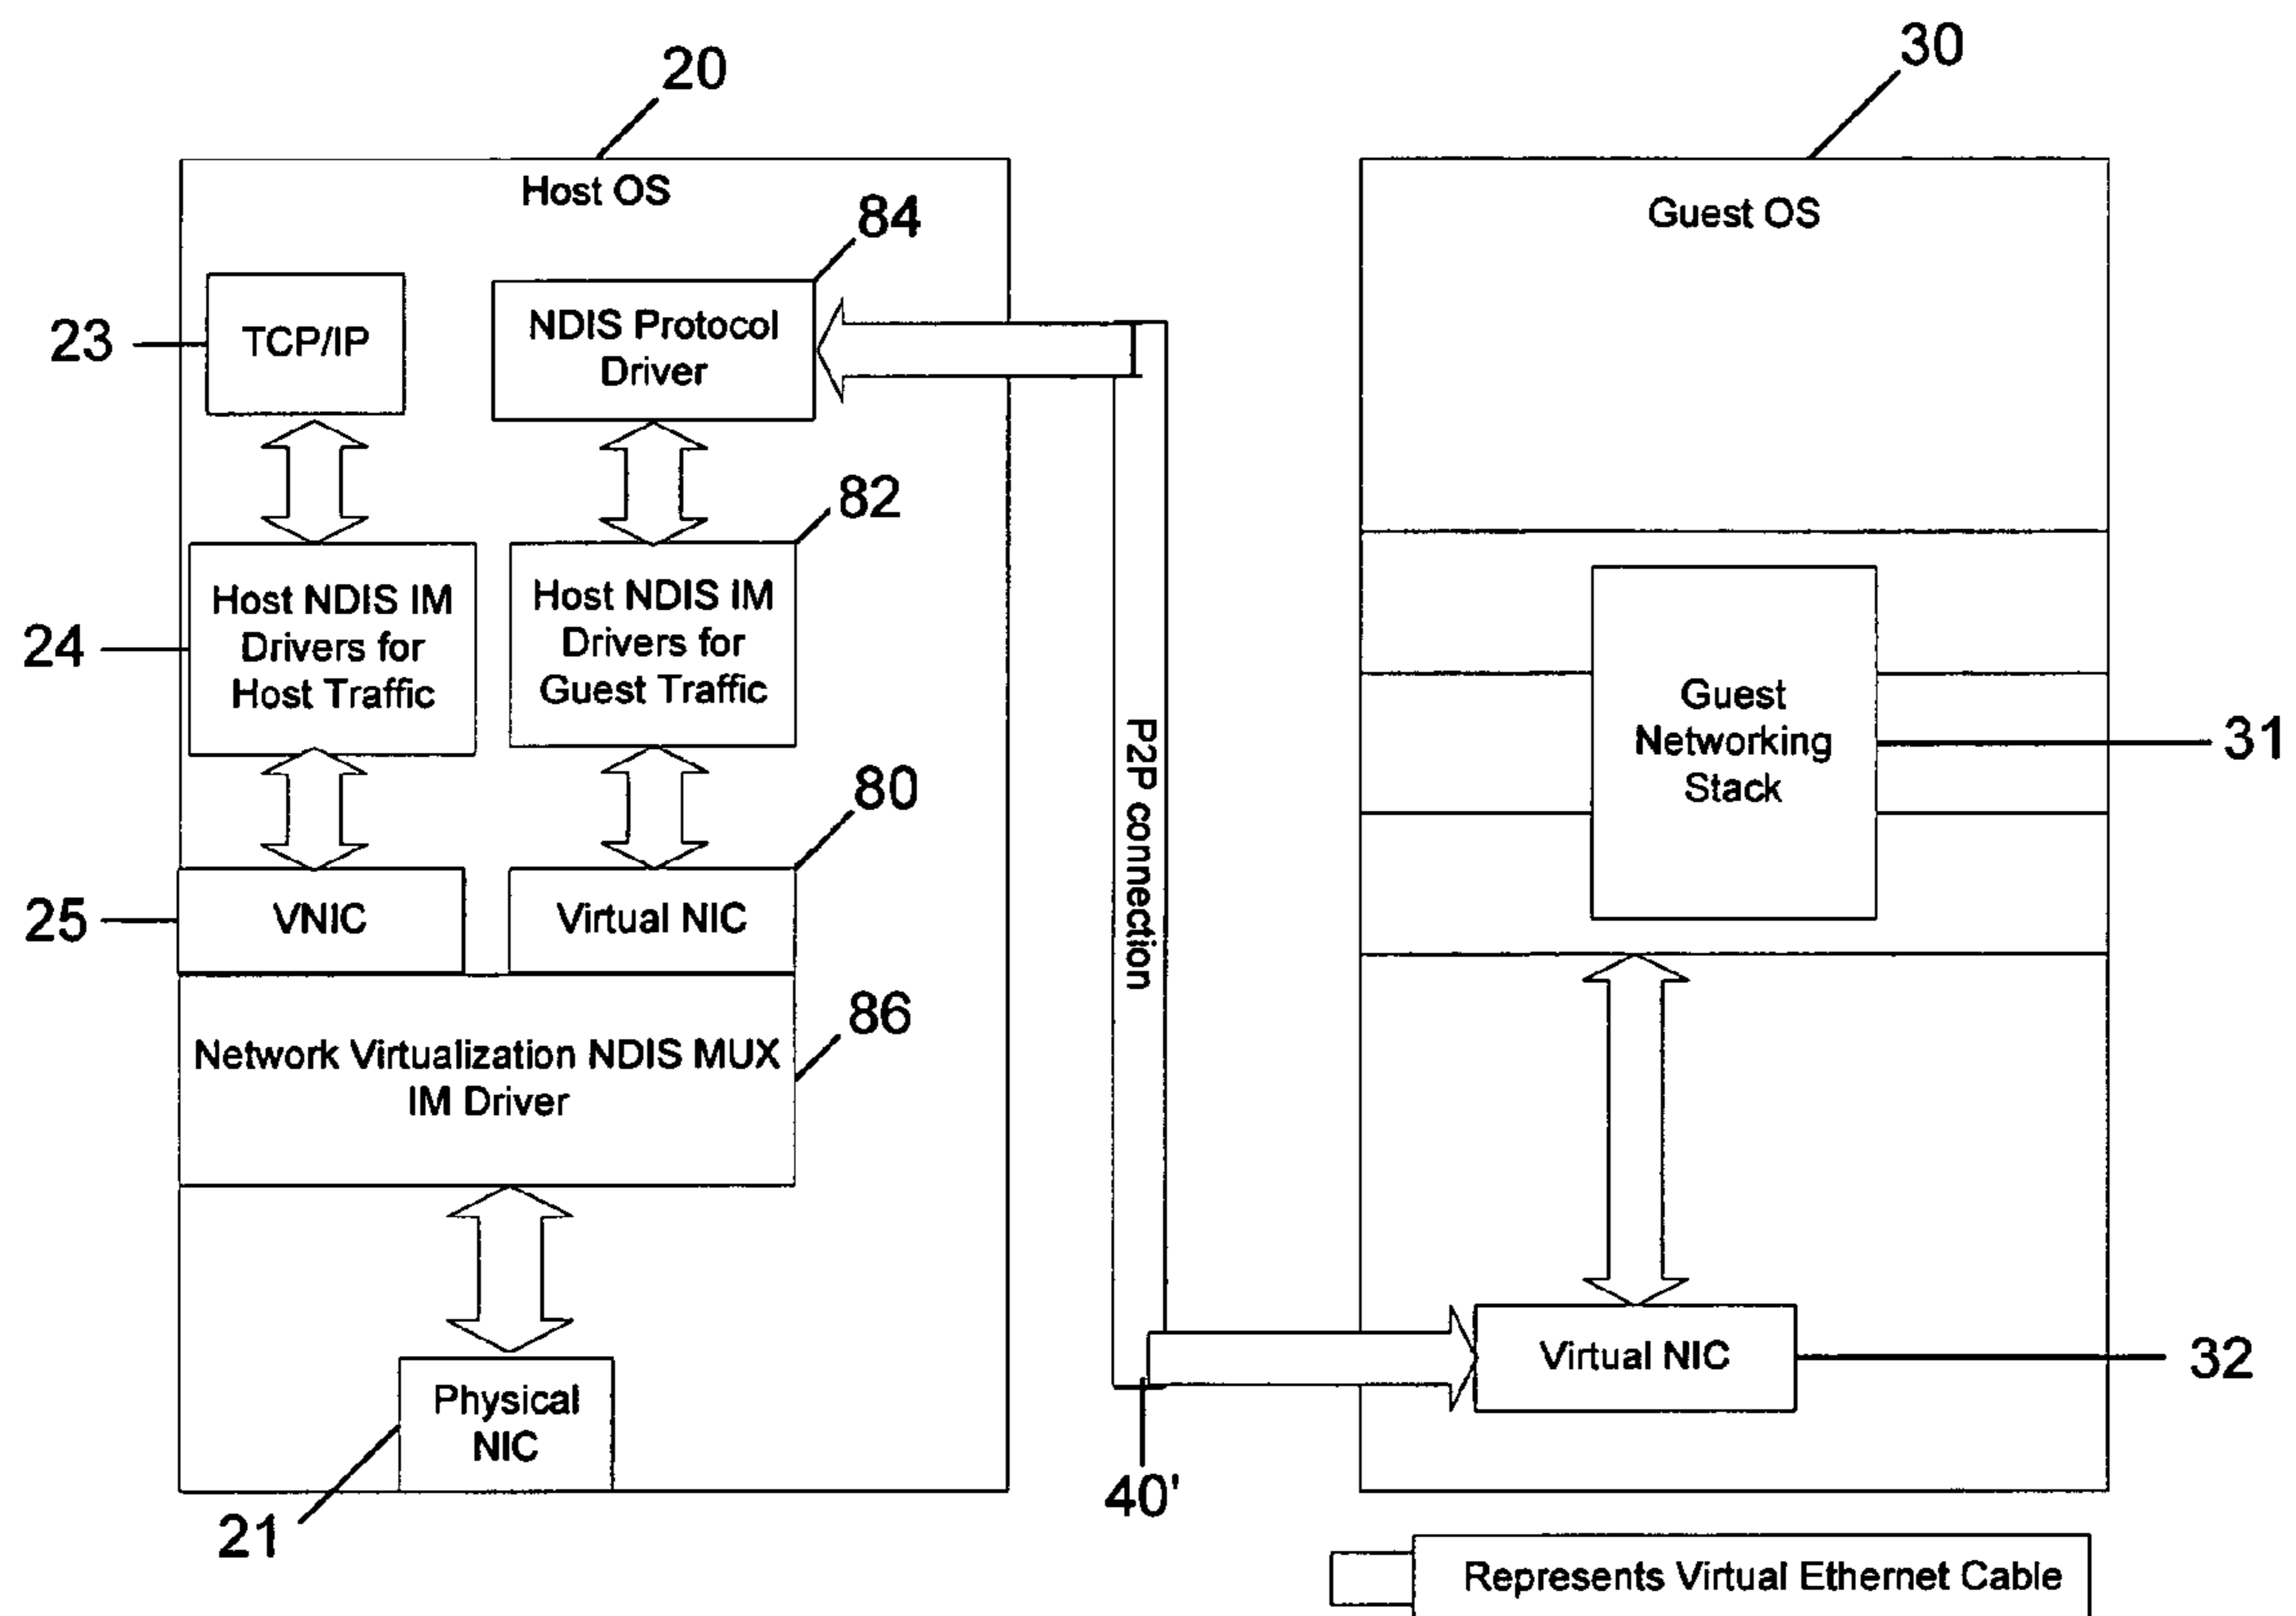 20
30
Host OS
Guest OS
84
23
TCP/IP
NDIS Protocol
Driver
82
24
Host NDIS IM
Drivers for
Host Traffic
Host NDIS IM
Drivers for
Guest Traffic
P2P connection
Guest
Networking
Stack
31
80
25
VNIC
Virtual NIC
86
Network Virtualization NDIS MUX
IM Driver
Virtual NIC
32
Physical
NIC
21
40'
Represents Virtual Ethernet Cable